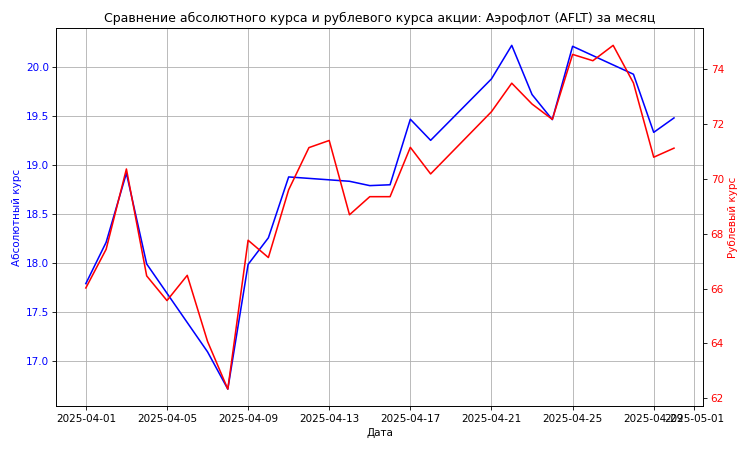 Сравнение абсолютного курса и рублевого курса акции: Аэрофлот (AFLT) за месяц
20.0
19.5
19.0
18.5
18.0
17.5
17.0
Абсолютный курс
74
72
70
68
66
64
62
Рублевый курс
2025-04-01 2025-04-05 2025-04-09 2025-04-13 2025-04-17 2025-04-21 2025-04-25 2025-04-29 2025-05-01
Дата